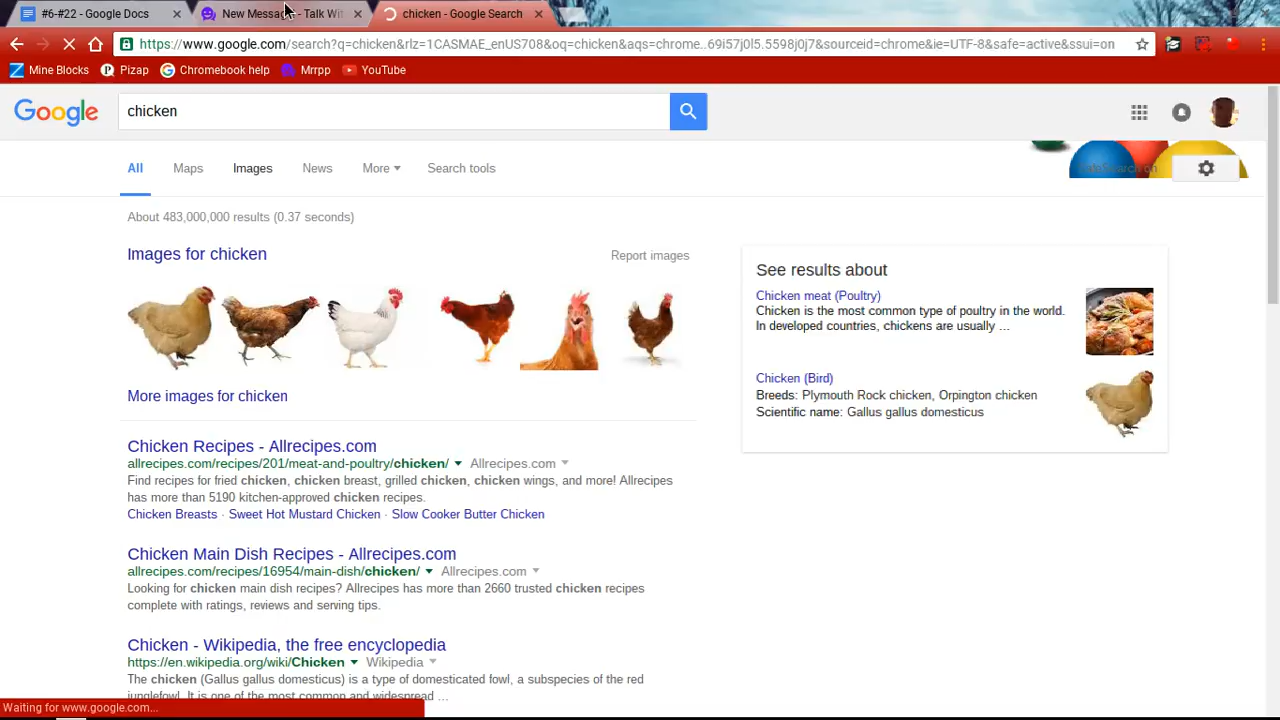 #6-#22 - Google Docs
New Message - Talk Wit
chicken - Google Search
https://www.google.com/search?q=chicken&rlz=1CASMAE_enUS708&oq=chicken&aqs=chrome..69i57j0l5.5598j0j7&sourceid=chrome&ie=UTF-8&safe=active&ssui=on
Mine Blocks Pizap Chromebook help Mrrpp YouTube
Google chicken
All Maps Images News More Search tools
About 483,000,000 results (0.37 seconds)
Images for chicken Report images
More images for chicken
Chicken Recipes - Allrecipes.com
allrecipes.com/recipes/201/meat-and-poultry/chicken/ Allrecipes.com
Find recipes for fried chicken, chicken breast, grilled chicken, chicken wings, and more! Allrecipes
has more than 5190 kitchen-approved chicken recipes.
Chicken Breasts · Sweet Hot Mustard Chicken · Slow Cooker Butter Chicken
Chicken Main Dish Recipes - Allrecipes.com
allrecipes.com/recipes/16954/main-dish/chicken/ Allrecipes.com
Looking for chicken main dish recipes? Allrecipes has more than 2660 trusted chicken recipes
complete with ratings, reviews and serving tips.
Chicken - Wikipedia, the free encyclopedia
https://en.wikipedia.org/wiki/Chicken Wikipedia
The chicken (Gallus gallus domesticus) is a type of domesticated fowl, a subspecies of the red
junglefowl. It is one of the most common and widespread ...
See results about
Chicken meat (Poultry)
Chicken is the most common type of poultry in the world.
In developed countries, chickens are usually ...
Chicken (Bird)
Breeds: Plymouth Rock chicken, Orpington chicken
Scientific name: Gallus gallus domesticus
Waiting for www.google.com...